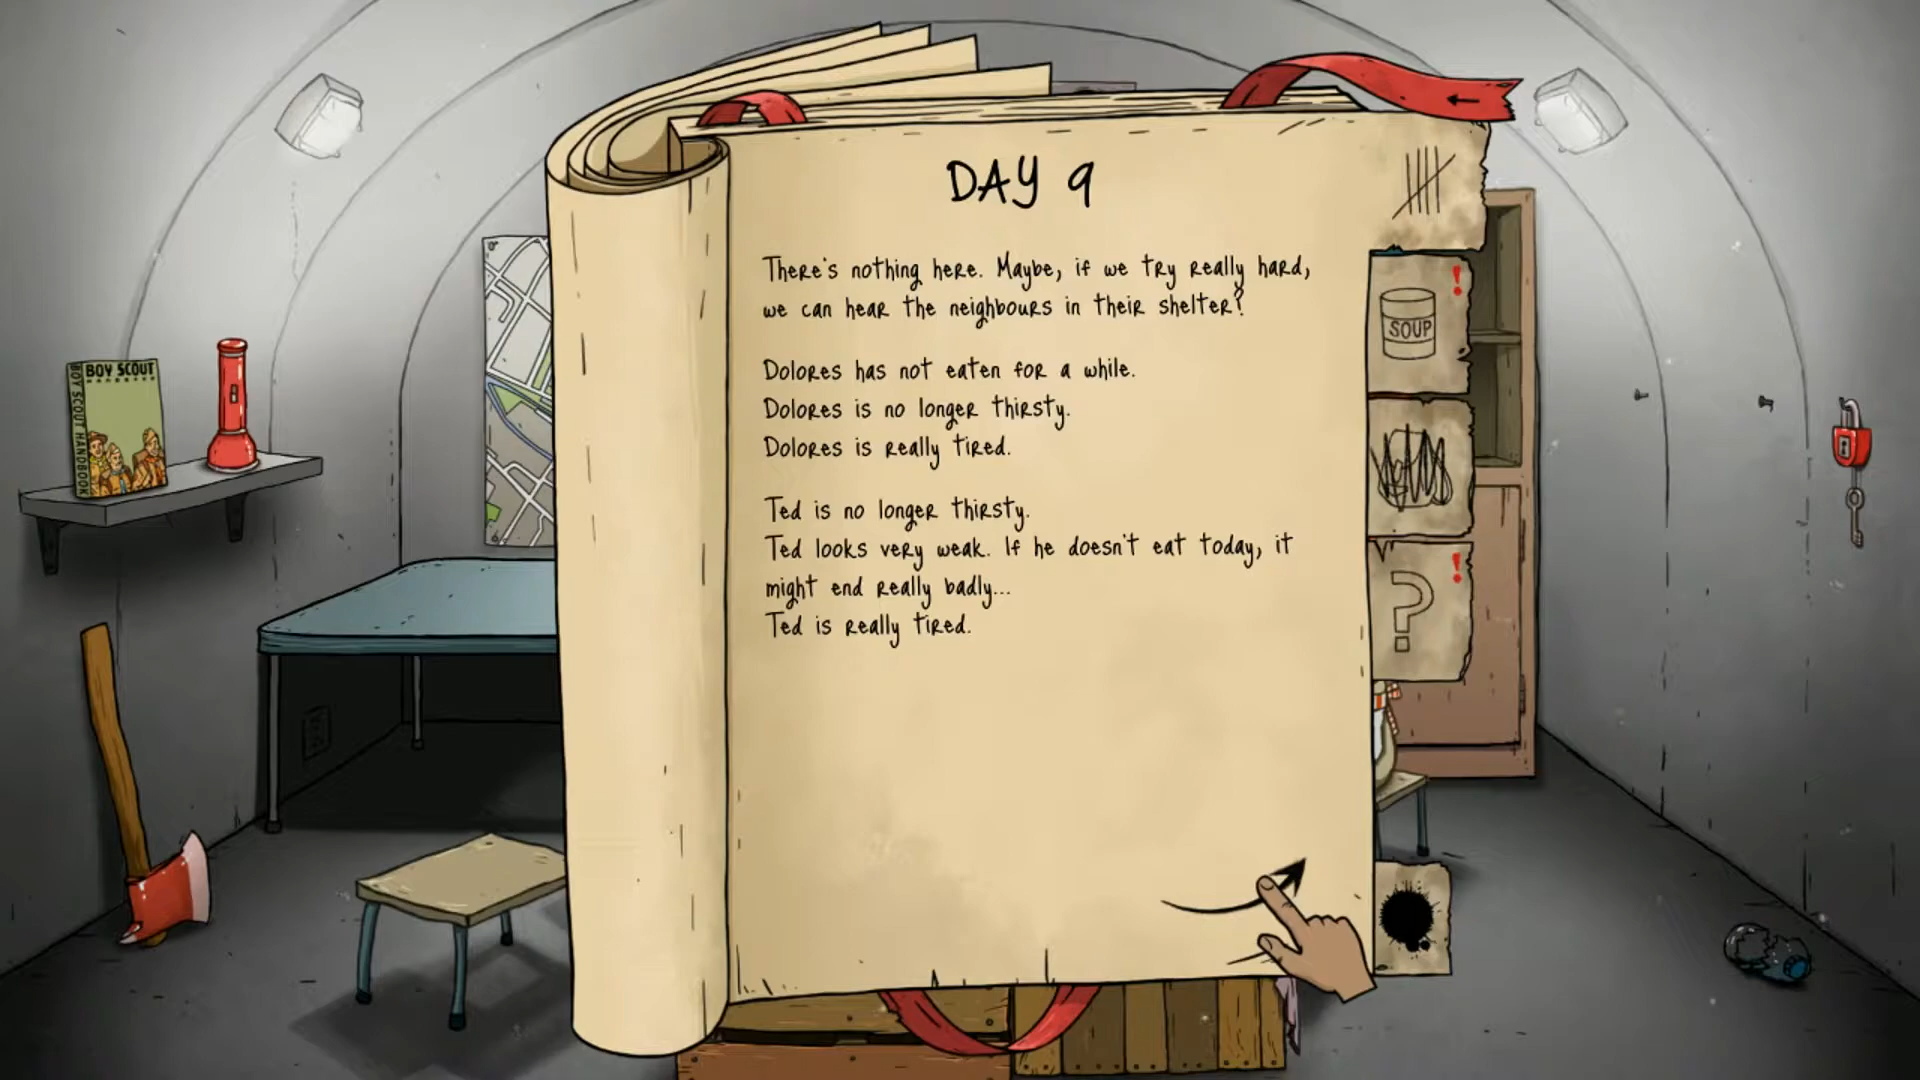 DAY 9
There's nothing here. Maybe, if we try really hard,
we can hear the neighbours in their shelter?
Dolores has not eaten for a while.
Dolores is no longer thirsty.
Dolores is really tired.
Ted is no longer thirsty.
Ted looks very weak. If he doesn't eat today, it
might end really badly...
Ted is really tired.
BOY SCOUT
HANDBOOK
BOY SCOUT HANDBOOK
!
SOUP
!
?